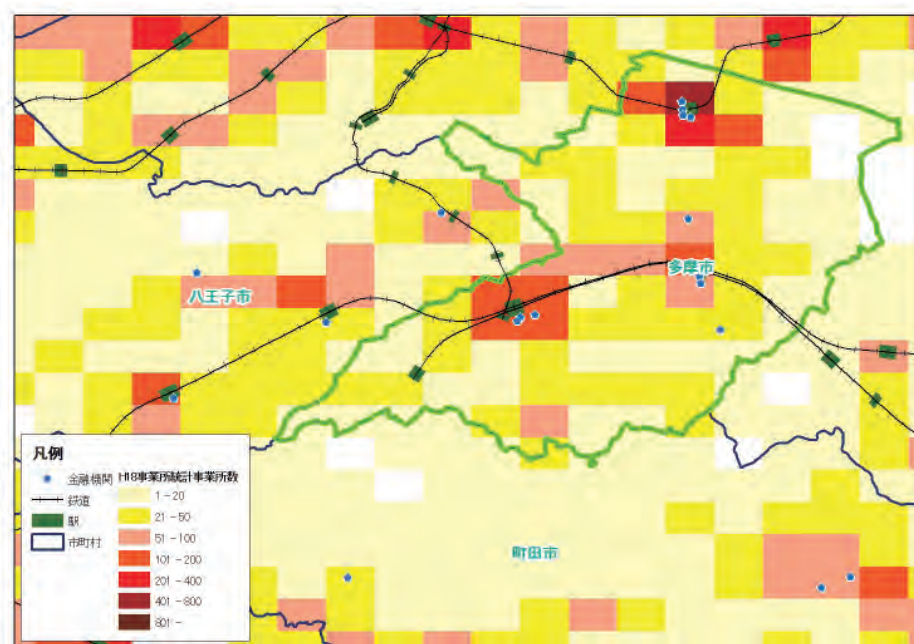 多摩市
八王子市
町田市
凡例
金融機関
鉄道
駅
市町村
H18事業所統計事業所数
1 - 20
21 - 50
51 - 100
101 - 200
201 - 400
401 - 800
801 -